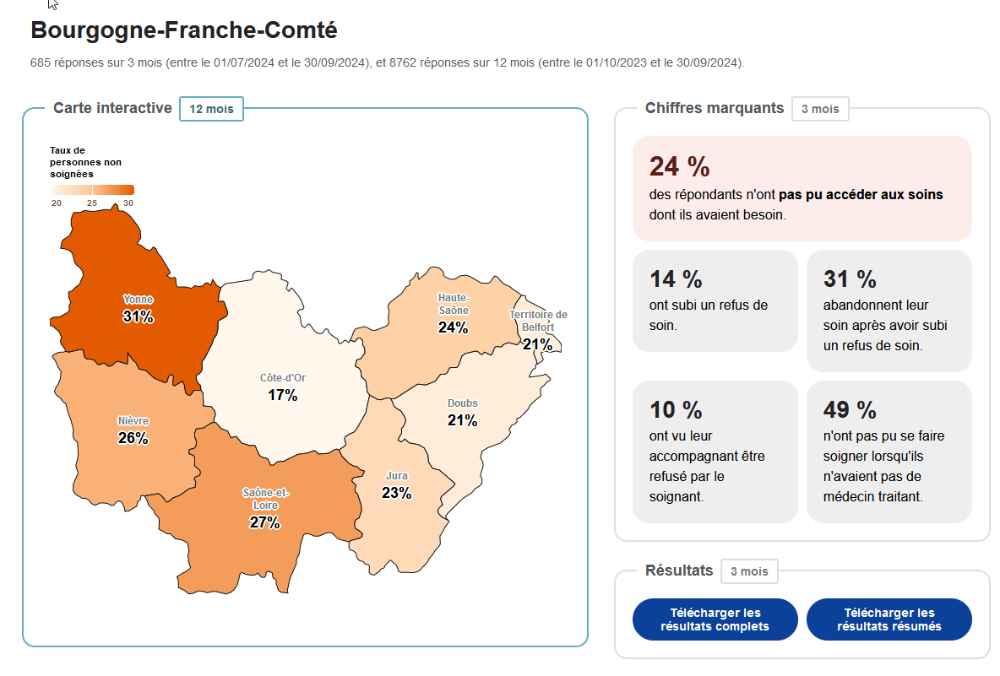 Bourgogne-Franche-Comté
685 réponses sur 3 mois (entre le 01/07/2024 et le 30/09/2024), et 8762 réponses sur 12 mois (entre le 01/10/2023 et le 30/09/2024).
Carte interactive 12 mois
Taux de
personnes non
soignées
20 25 30
Yonne
31%
Haute-
Saône
24%
Territoire de
Belfort
21%
Côte-d'Or
17%
Doubs
21%
Nièvre
26%
Jura
23%
Saône-et-
Loire
27%
Chiffres marquants 3 mois
24 %
des répondants n'ont pas pu accéder aux soins
dont ils avaient besoin.
14 %
ont subi un refus de
soin.
31 %
abandonnent leur
soin après avoir subi
un refus de soin.
10 %
ont vu leur
accompagnant être
refusé par le
soignant.
49 %
n'ont pas pu se faire
soigner lorsqu'ils
n'avaient pas de
médecin traitant.
Résultats 3 mois
Télécharger les
résultats complets
Télécharger les
résultats résumés